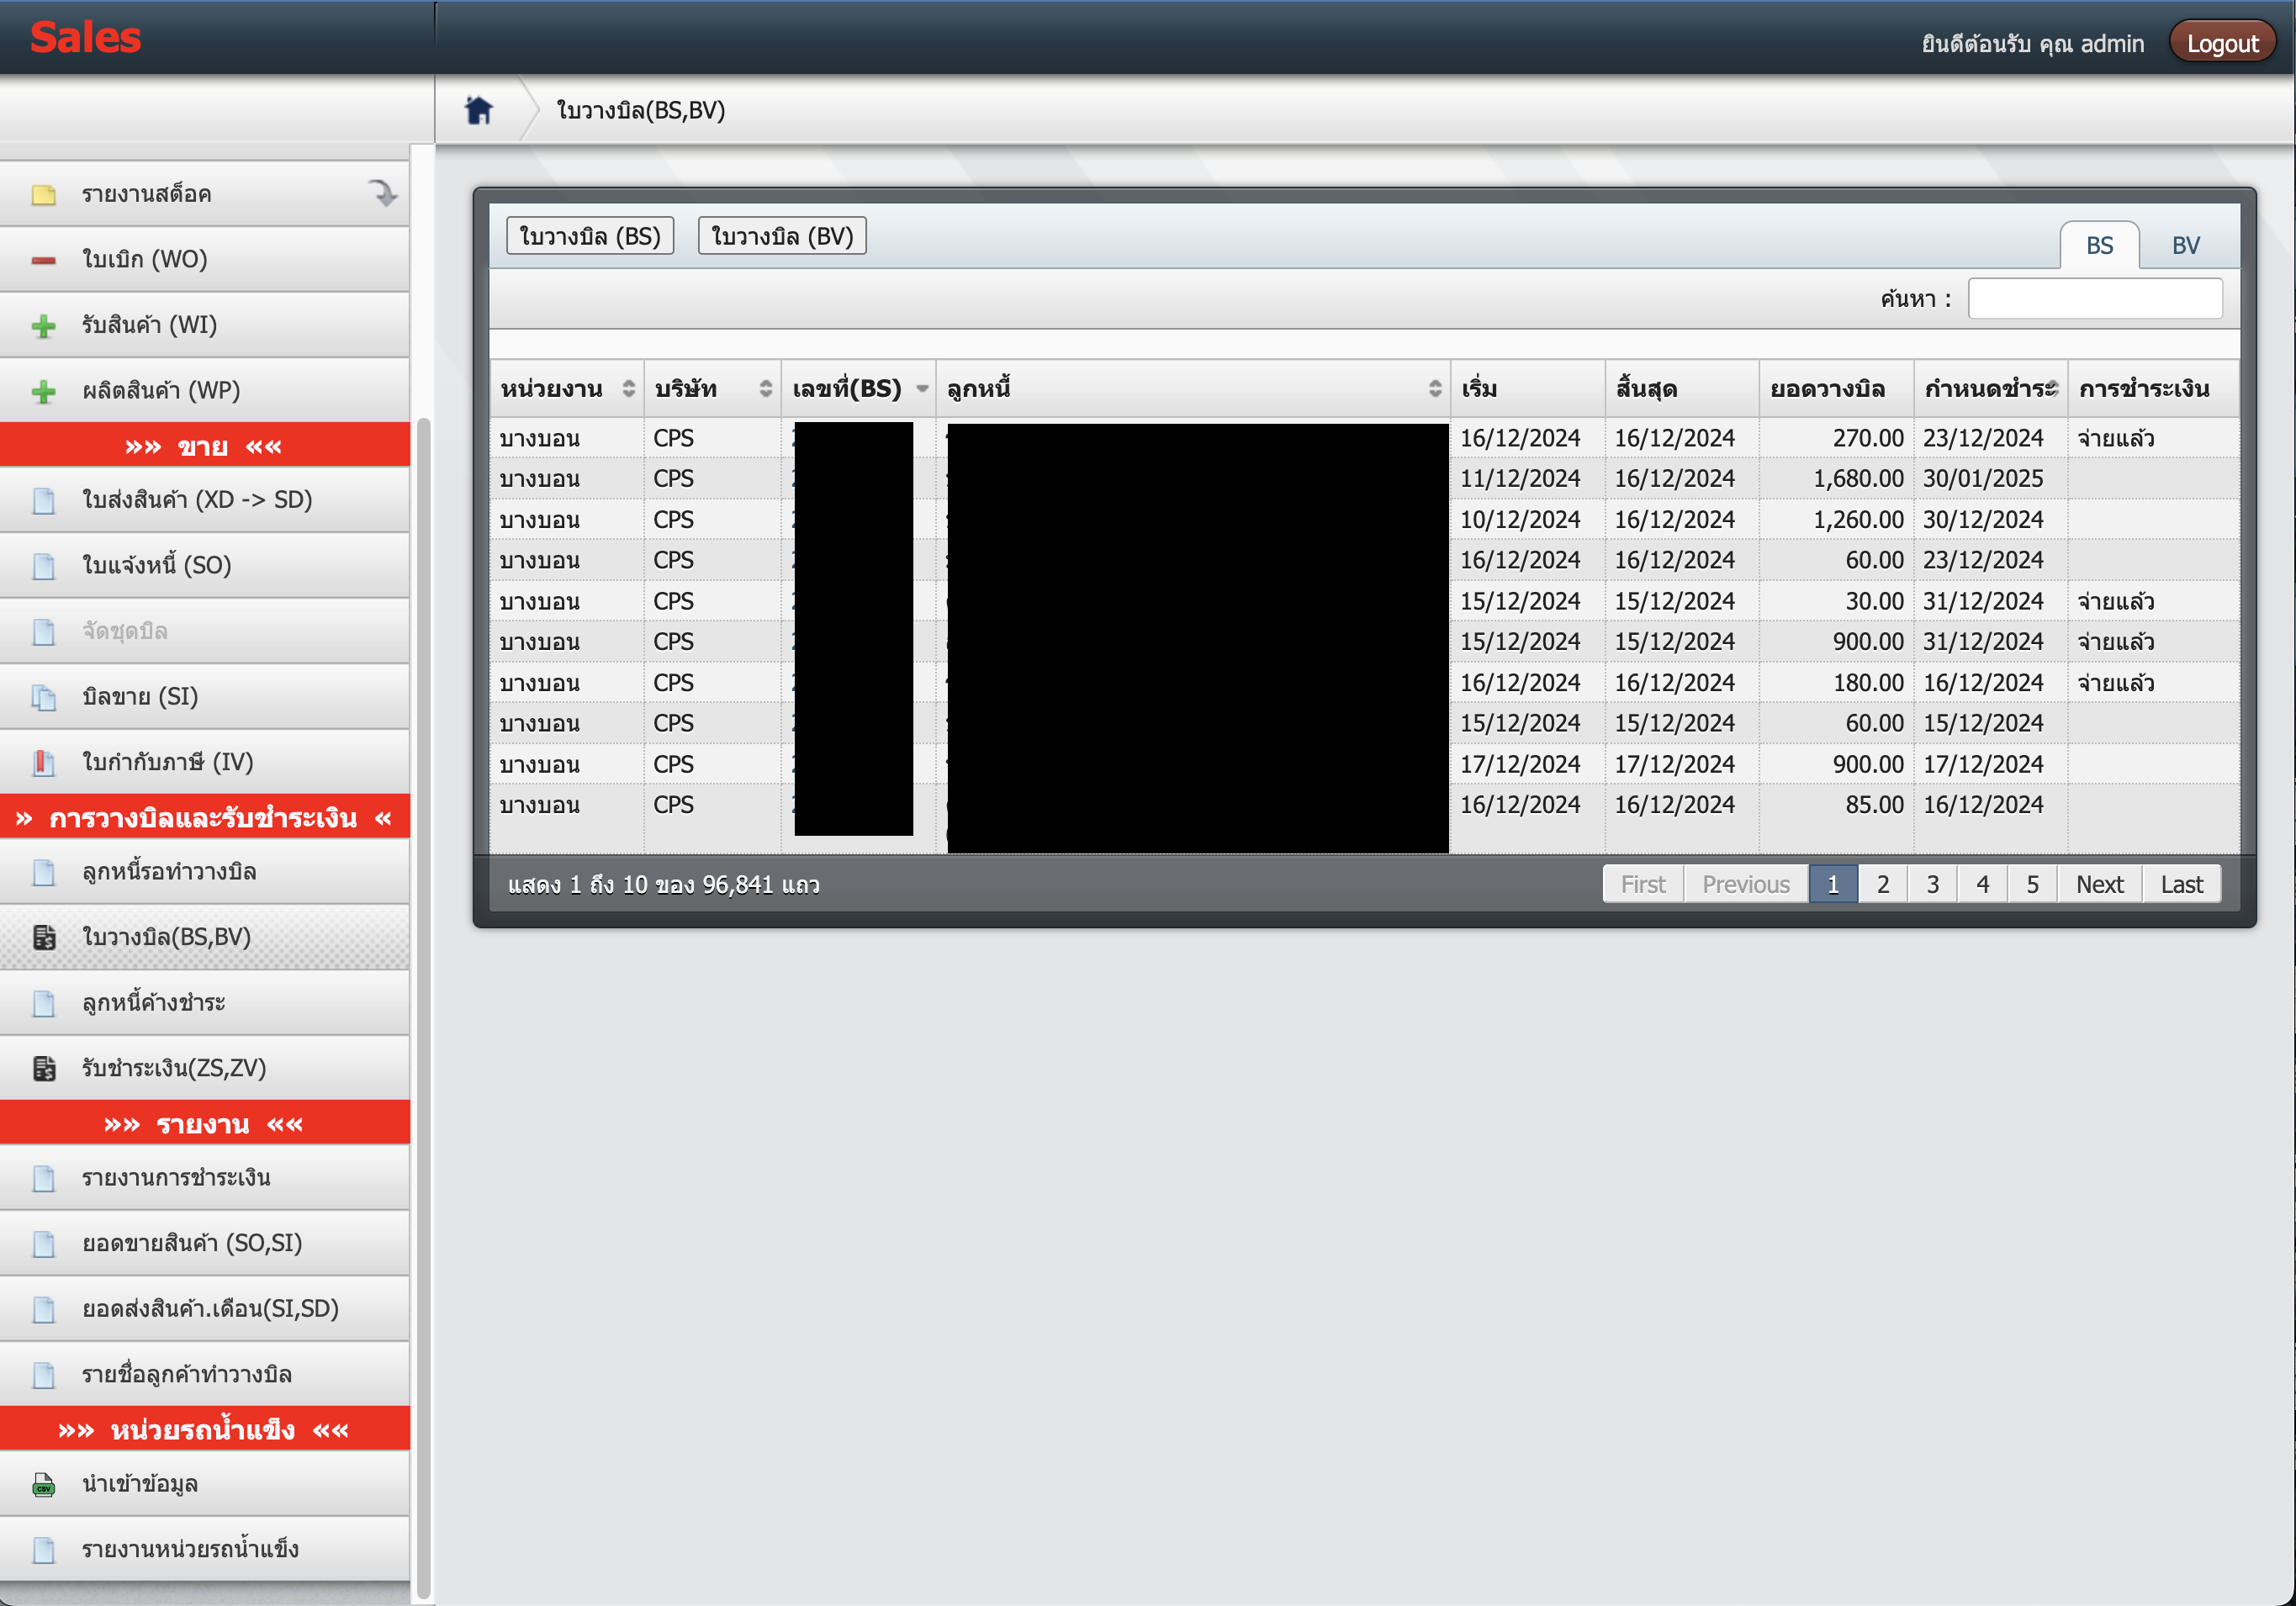 Sales
ยินดีต้อนรับ คุณ admin
Logout
ใบวางบิล(BS,BV)
รายงานสต็อค
ใบเบิก (WO)
รับสินค้า (WI)
ผลิตสินค้า (WP)
»» ขาย ««
ใบส่งสินค้า (XD -> SD)
ใบแจ้งหนี้ (SO)
จัดชุดบิล
บิลขาย (SI)
ใบกำกับภาษี (IV)
» การวางบิลและรับชำระเงิน «
ลูกหนี้รอทำวางบิล
ใบวางบิล(BS,BV)
ลูกหนี้ค้างชำระ
รับชำระเงิน(ZS,ZV)
»» รายงาน ««
รายงานการชำระเงิน
ยอดขายสินค้า (SO,SI)
ยอดส่งสินค้า.เดือน(SI,SD)
รายชื่อลูกค้าทำวางบิล
»» หน่วยรถน้ำแข็ง ««
นำเข้าข้อมูล
รายงานหน่วยรถน้ำแข็ง
ใบวางบิล (BS) ใบวางบิล (BV) BS BV
ค้นหา :
หน่วยงาน บริษัท เลขที่(BS) ลูกหนี้ เริ่ม สิ้นสุด ยอดวางบิล กำหนดชำระ การชำระเงิน
บางบอน CPS 16/12/2024 16/12/2024 270.00 23/12/2024 จ่ายแล้ว
บางบอน CPS 11/12/2024 16/12/2024 1,680.00 30/01/2025
บางบอน CPS 10/12/2024 16/12/2024 1,260.00 30/12/2024
บางบอน CPS 16/12/2024 16/12/2024 60.00 23/12/2024
บางบอน CPS 15/12/2024 15/12/2024 30.00 31/12/2024 จ่ายแล้ว
บางบอน CPS 15/12/2024 15/12/2024 900.00 31/12/2024 จ่ายแล้ว
บางบอน CPS 16/12/2024 16/12/2024 180.00 16/12/2024 จ่ายแล้ว
บางบอน CPS 15/12/2024 15/12/2024 60.00 15/12/2024
บางบอน CPS 17/12/2024 17/12/2024 900.00 17/12/2024
บางบอน CPS 16/12/2024 16/12/2024 85.00 16/12/2024
แสดง 1 ถึง 10 ของ 96,841 แถว
First Previous 1 2 3 4 5 Next Last